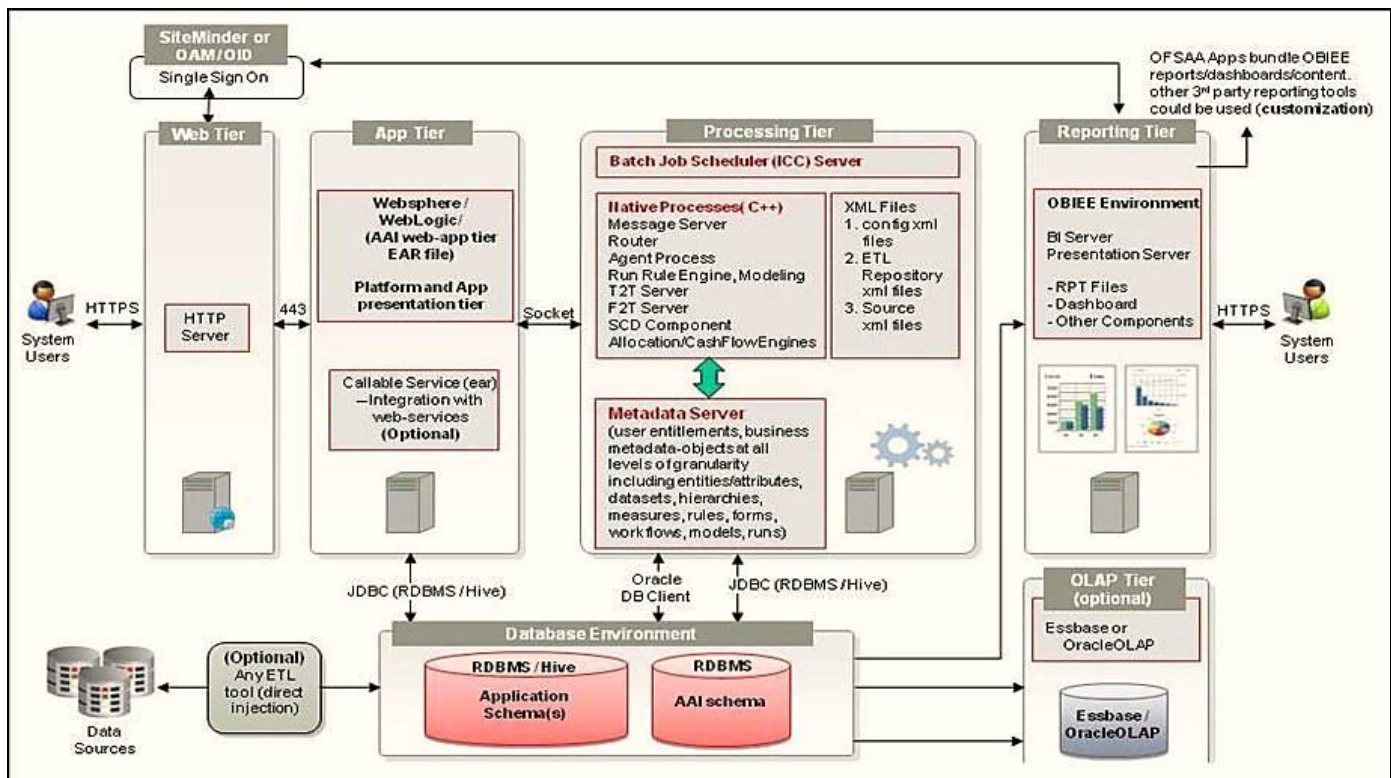 SiteMinder or
OAM/OID
Single Sign On
OFSAA Apps bundle OBIEE
reports/dashboards/content.
other 3rd party reporting tools
could be used (customization)
Web Tier
App Tier
Processing Tier
Reporting Tier
System
Users
HTTPS
HTTP
Server
443
Websphere /
WebLogic/
(AAI web-app tier
EAR file)
Platform and App
presentation tier
Callable Service (ear)
–Integration with
web-services
(Optional)
Socket
Batch Job Scheduler (ICC) Server
Native Processes( C++)
Message Server
Router
Agent Process
Run Rule Engine, Modeling
T2T Server
F2T Server
SCD Component
Allocation/CashFlowEngines
XML Files
1. config xml
files
2. ETL
Repository
xml files
3. Source
xml files
Metadata Server
(user entitlements, business
metadata-objects at all
levels of granularity
including entities/attributes,
datasets, hierarchies,
measures, rules, forms,
workflows, models, runs)
OBIEE Environment
BI Server
Presentation Server
- RPT Files
- Dashboard
- Other Components
HTTPS
System
Users
JDBC (RDBMS /Hive)
Oracle
DB Client
JDBC (RDBMS /Hive)
Data
Sources
(Optional)
Any ETL
tool (direct
injection)
Database Environment
RDBMS / Hive
Application
Schema(s)
RDBMS
AAI schema
OLAP Tier
(optional)
Essbase or
OracleOLAP
Essbase /
OracleOLAP